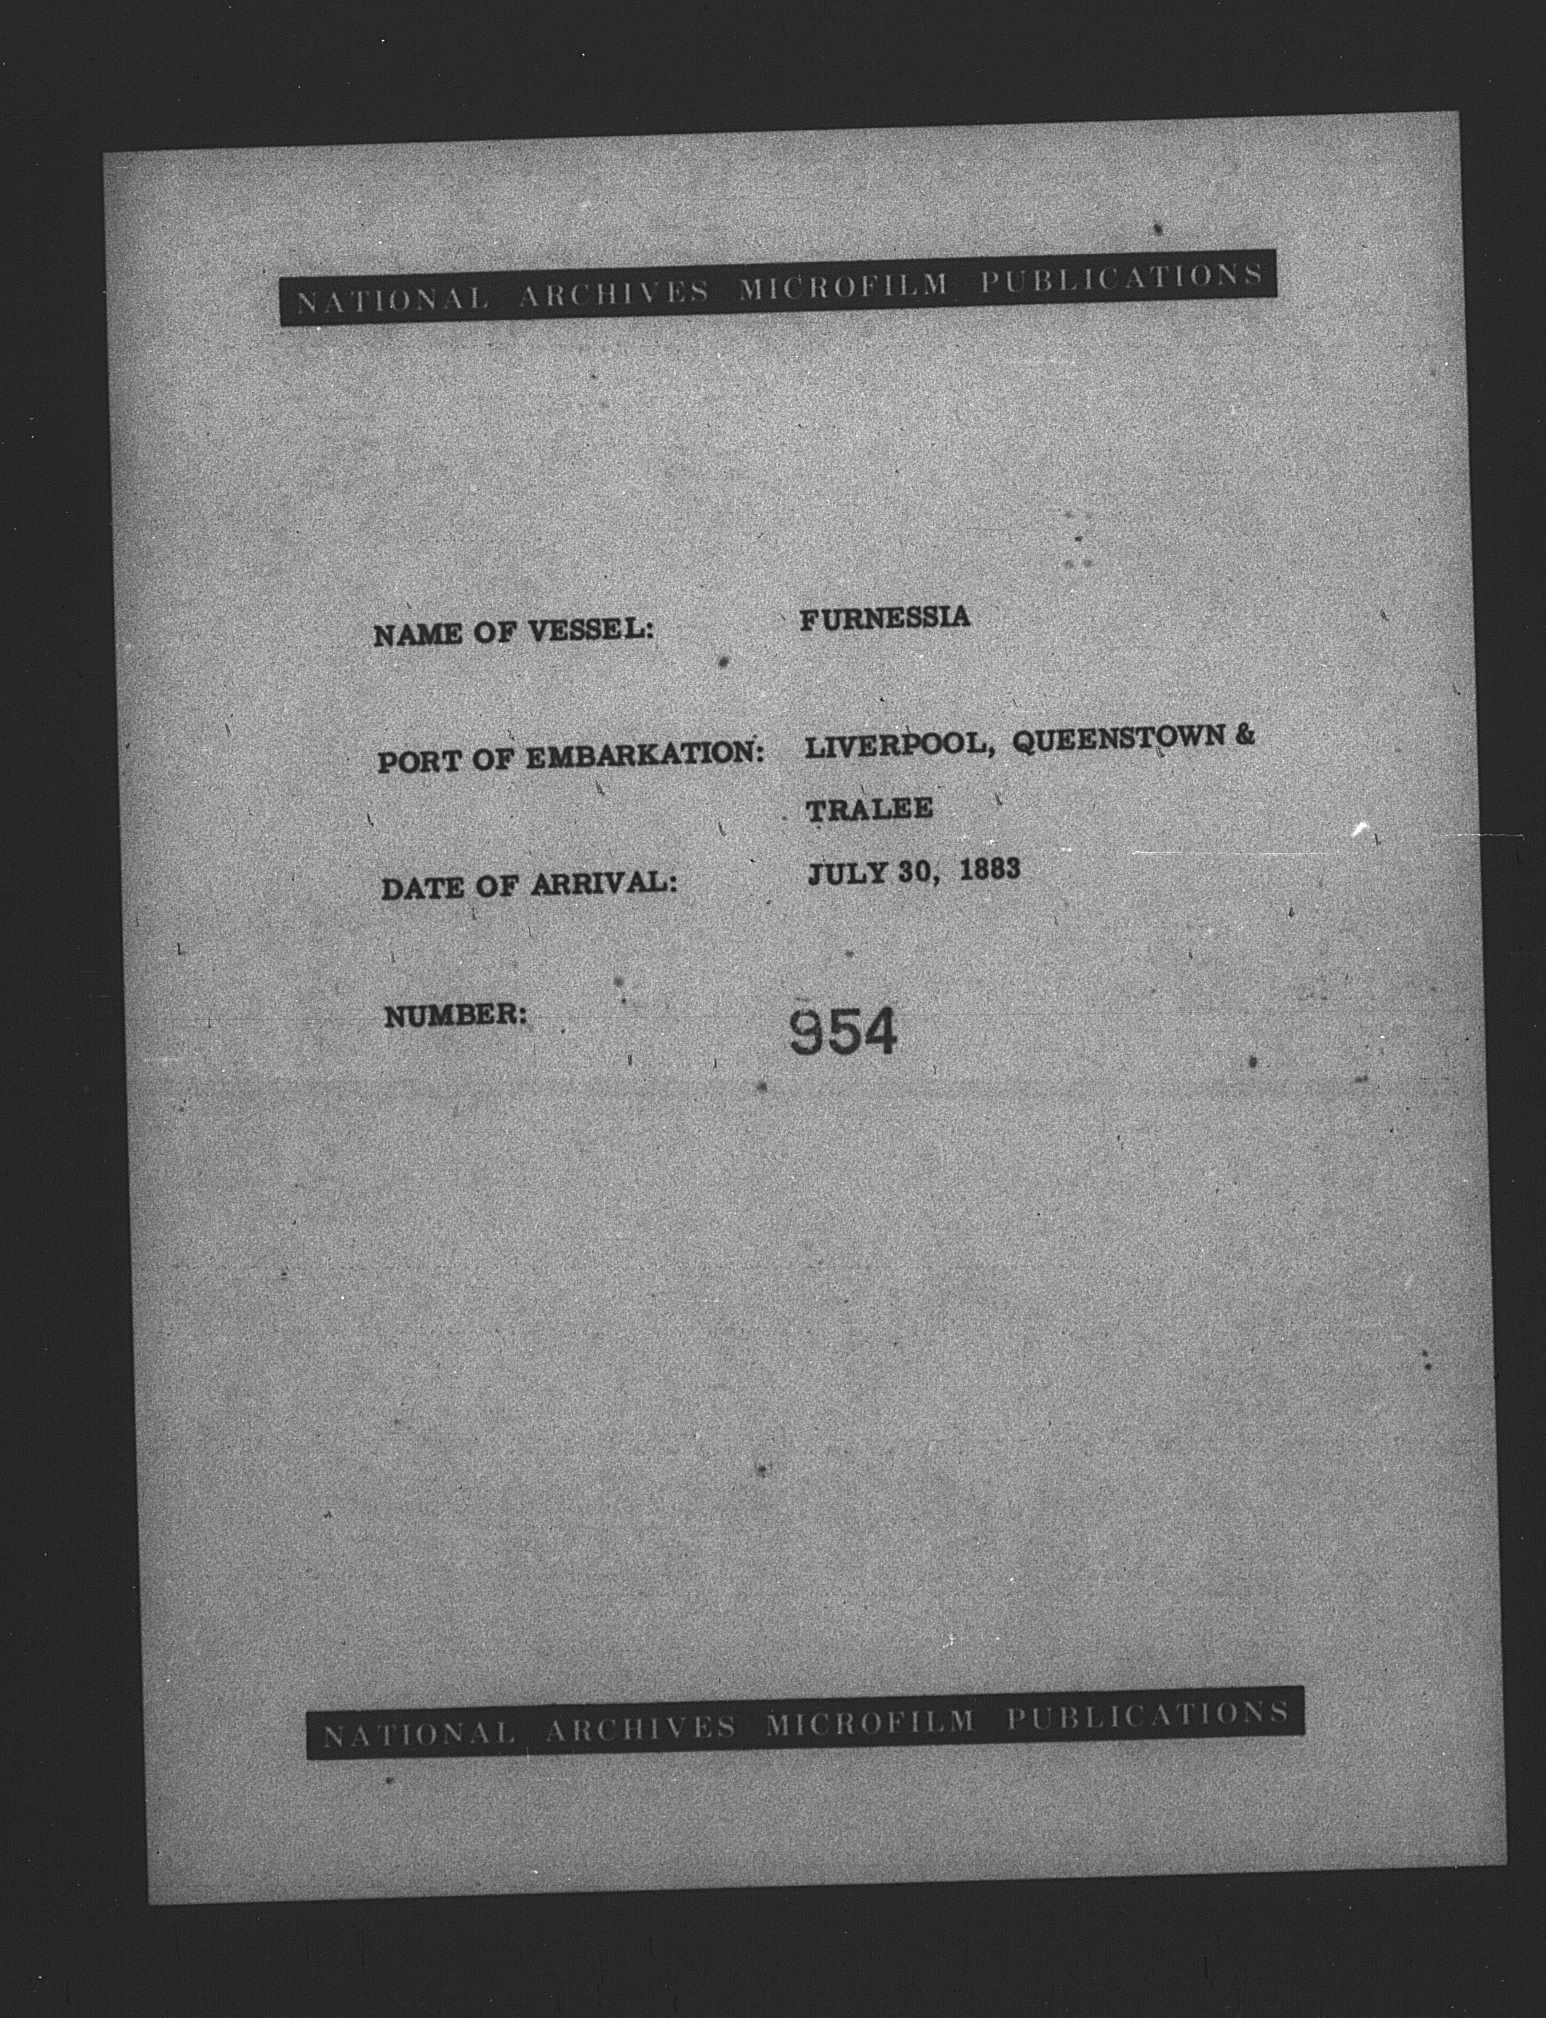 NATIONAL ARCHIVES MICROFILM PUBLICATIONS
NAME OF VESSEL: FURNESSIA
PORT OF EMBARKATION: LIVERPOOL, QUEENSTOWN &
TRALEE
DATE OF ARRIVAL: JULY 30, 1883
NUMBER: 954
NATIONAL ARCHIVES MICROFILM PUBLICATIONS